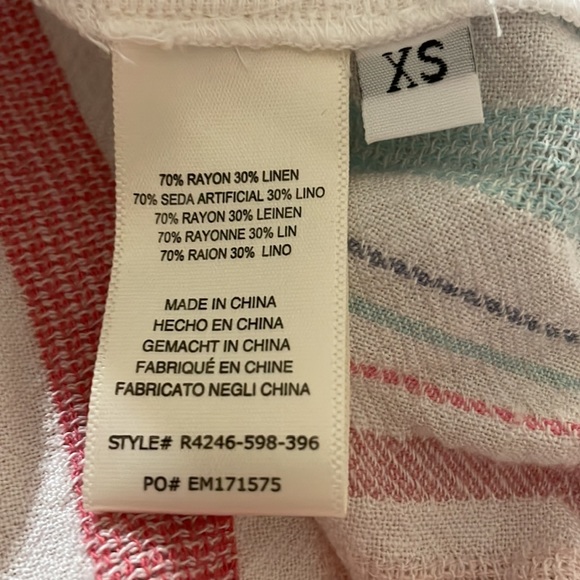 XS
70% RAYON 30% LINEN
70% SEDA ARTIFICIAL 30% LINO
70% RAYON 30% LEINEN
70% RAYONNE 30% LIN
70% RAION 30% LINO
MADE IN CHINA
HECHO EN CHINA
GEMACHT IN CHINA
FABRIQUÉ EN CHINE
FABRICATO NEGLI CHINA
STYLE# R4246-598-396
PO# EM171575